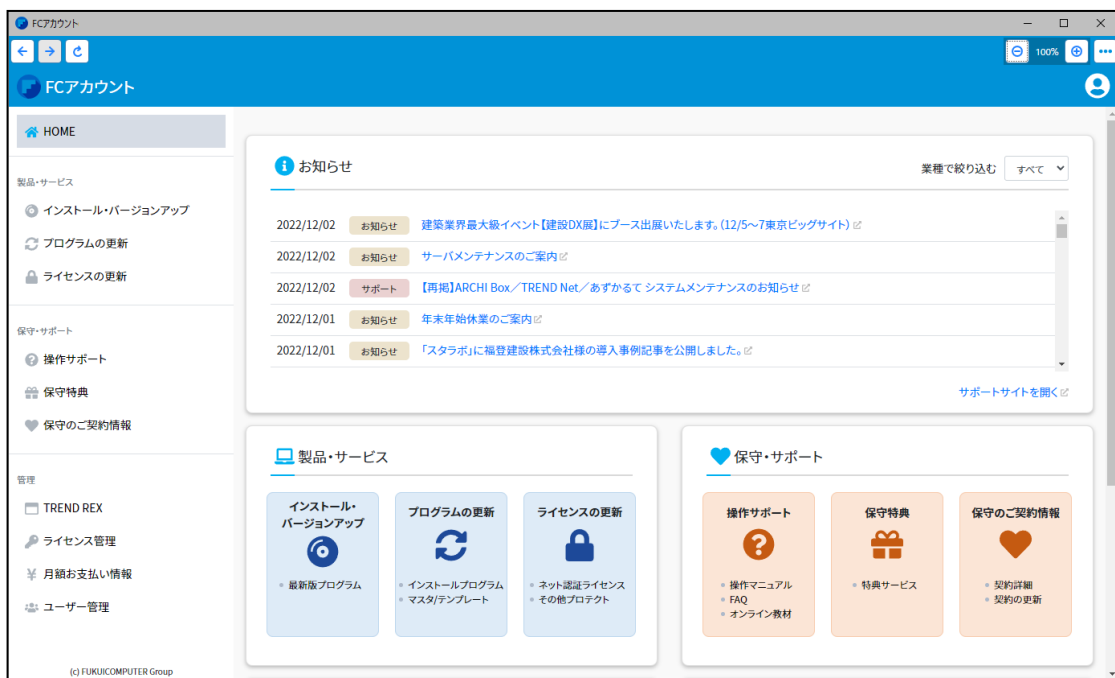 FCアカウント
100%
FCアカウント
HOME
製品・サービス
インストール・バージョンアップ
プログラムの更新
ライセンスの更新
保守・サポート
操作サポート
保守特典
保守のご契約情報
管理
TREND REX
ライセンス管理
月額お支払い情報
ユーザー管理
(c) FUKUICOMPUTER Group
お知らせ
業種で絞り込む すべて
2022/12/02 お知らせ 建築業界最大級イベント【建設DX展】にブース出展いたします。(12/5～7東京ビッグサイト)
2022/12/02 お知らせ サーバメンテナンスのご案内
2022/12/02 サポート 【再掲】ARCHI Box／TREND Net／あずかるて システムメンテナンスのお知らせ
2022/12/01 お知らせ 年末年始休業のご案内
2022/12/01 お知らせ 「スタラボ」に福登建設株式会社様の導入事例記事を公開しました。
サポートサイトを開く
製品・サービス
インストール・
バージョンアップ
最新版プログラム
プログラムの更新
インストールプログラム
マスタ/テンプレート
ライセンスの更新
ネット認証ライセンス
その他プロテクト
保守・サポート
操作サポート
操作マニュアル
FAQ
オンライン教材
保守特典
特典サービス
保守のご契約情報
契約詳細
契約の更新